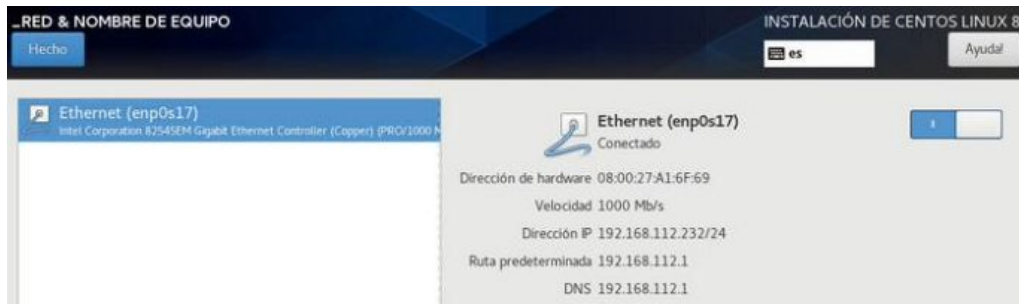 _RED & NOMBRE DE EQUIPO
INSTALACIÓN DE CENTOS LINUX 8
Hecho
es
Ayuda!
Ethernet (enp0s17)
Intel Corporation 82545EM Gigabit Ethernet Controller (Copper) (PRO/1000 M
Ethernet (enp0s17)
Conectado
Dirección de hardware 08:00:27:A1:6F:69
Velocidad 1000 Mb/s
Dirección IP 192.168.112.232/24
Ruta predeterminada 192.168.112.1
DNS 192.168.112.1